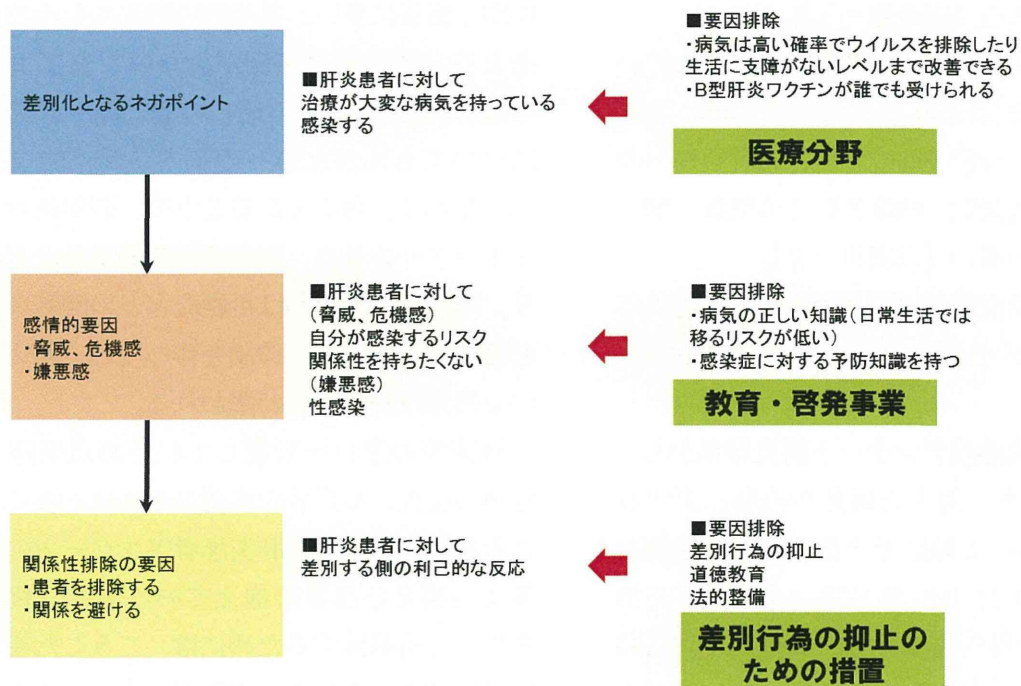 差別化となるネガポイント
■肝炎患者に対して
治療が大変な病気を持っている
感染する
■要因排除
・病気は高い確率でウイルスを排除したり
生活に支障がないレベルまで改善できる
・B型肝炎ワクチンが誰でも受けられる
医療分野
感情的要因
・脅威、危機感
・嫌悪感
■肝炎患者に対して
(脅威、危機感)
自分が感染するリスク
関係性を持ちたくない
(嫌悪感)
性感染
■要因排除
・病気の正しい知識(日常生活では
移るリスクが低い)
・感染症に対する予防知識を持つ
教育・啓発事業
関係性排除の要因
・患者を排除する
・関係を避ける
■肝炎患者に対して
差別する側の利己的な反応
■要因排除
差別行為の抑止
道徳教育
法的整備
差別行為の抑止の
ための措置